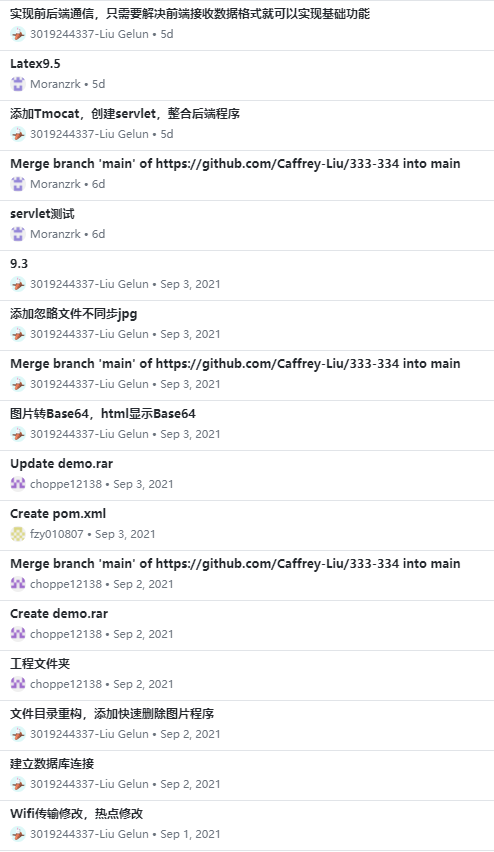 实现前后端通信，只需要解决前端接收数据格式就可以实现基础功能
3019244337-Liu Gelun • 5d
Latex9.5
Moranzrk • 5d
添加Tmocat，创建servlet，整合后端程序
3019244337-Liu Gelun • 5d
Merge branch 'main' of https://github.com/Caffrey-Liu/333-334 into main
Moranzrk • 6d
servlet测试
Moranzrk • 6d
9.3
3019244337-Liu Gelun • Sep 3, 2021
添加忽略文件不同步jpg
3019244337-Liu Gelun • Sep 3, 2021
Merge branch 'main' of https://github.com/Caffrey-Liu/333-334 into main
3019244337-Liu Gelun • Sep 3, 2021
图片转Base64，html显示Base64
3019244337-Liu Gelun • Sep 3, 2021
Update demo.rar
choppe12138 • Sep 3, 2021
Create pom.xml
fzy010807 • Sep 3, 2021
Merge branch 'main' of https://github.com/Caffrey-Liu/333-334 into main
choppe12138 • Sep 2, 2021
Create demo.rar
choppe12138 • Sep 2, 2021
工程文件夹
choppe12138 • Sep 2, 2021
文件目录重构，添加快速删除图片程序
3019244337-Liu Gelun • Sep 2, 2021
建立数据库连接
3019244337-Liu Gelun • Sep 2, 2021
Wifi传输修改，热点修改
3019244337-Liu Gelun • Sep 1, 2021